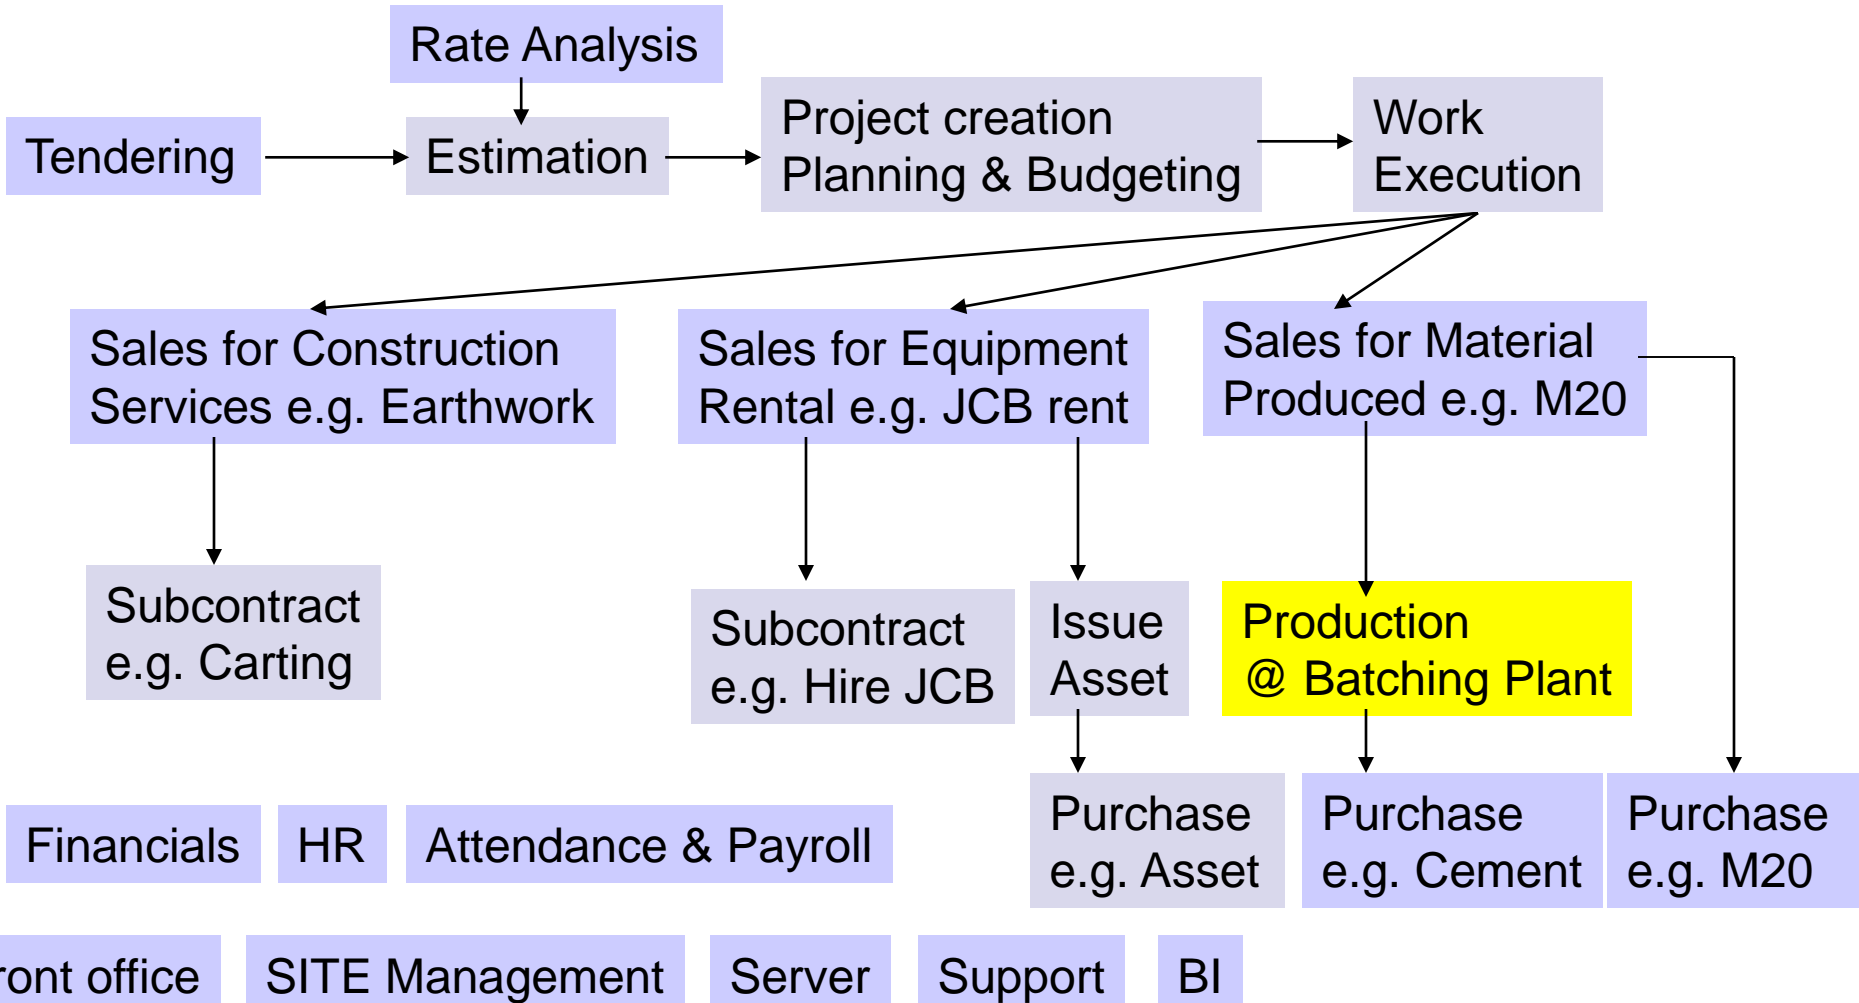 Rate Analysis
Tendering
Estimation
Project creation
Planning & Budgeting
Work
Execution
Sales for Construction
Services e.g. Earthwork
Sales for Equipment
Rental e.g. JCB rent
Sales for Material
Produced e.g. M20
Subcontract
e.g. Carting
Subcontract
e.g. Hire JCB
Issue
Asset
Production
@ Batching Plant
Purchase
e.g. Asset
Purchase
e.g. Cement
Purchase
e.g. M20
Financials
HR
Attendance & Payroll
ront office
SITE Management
Server
Support
BI